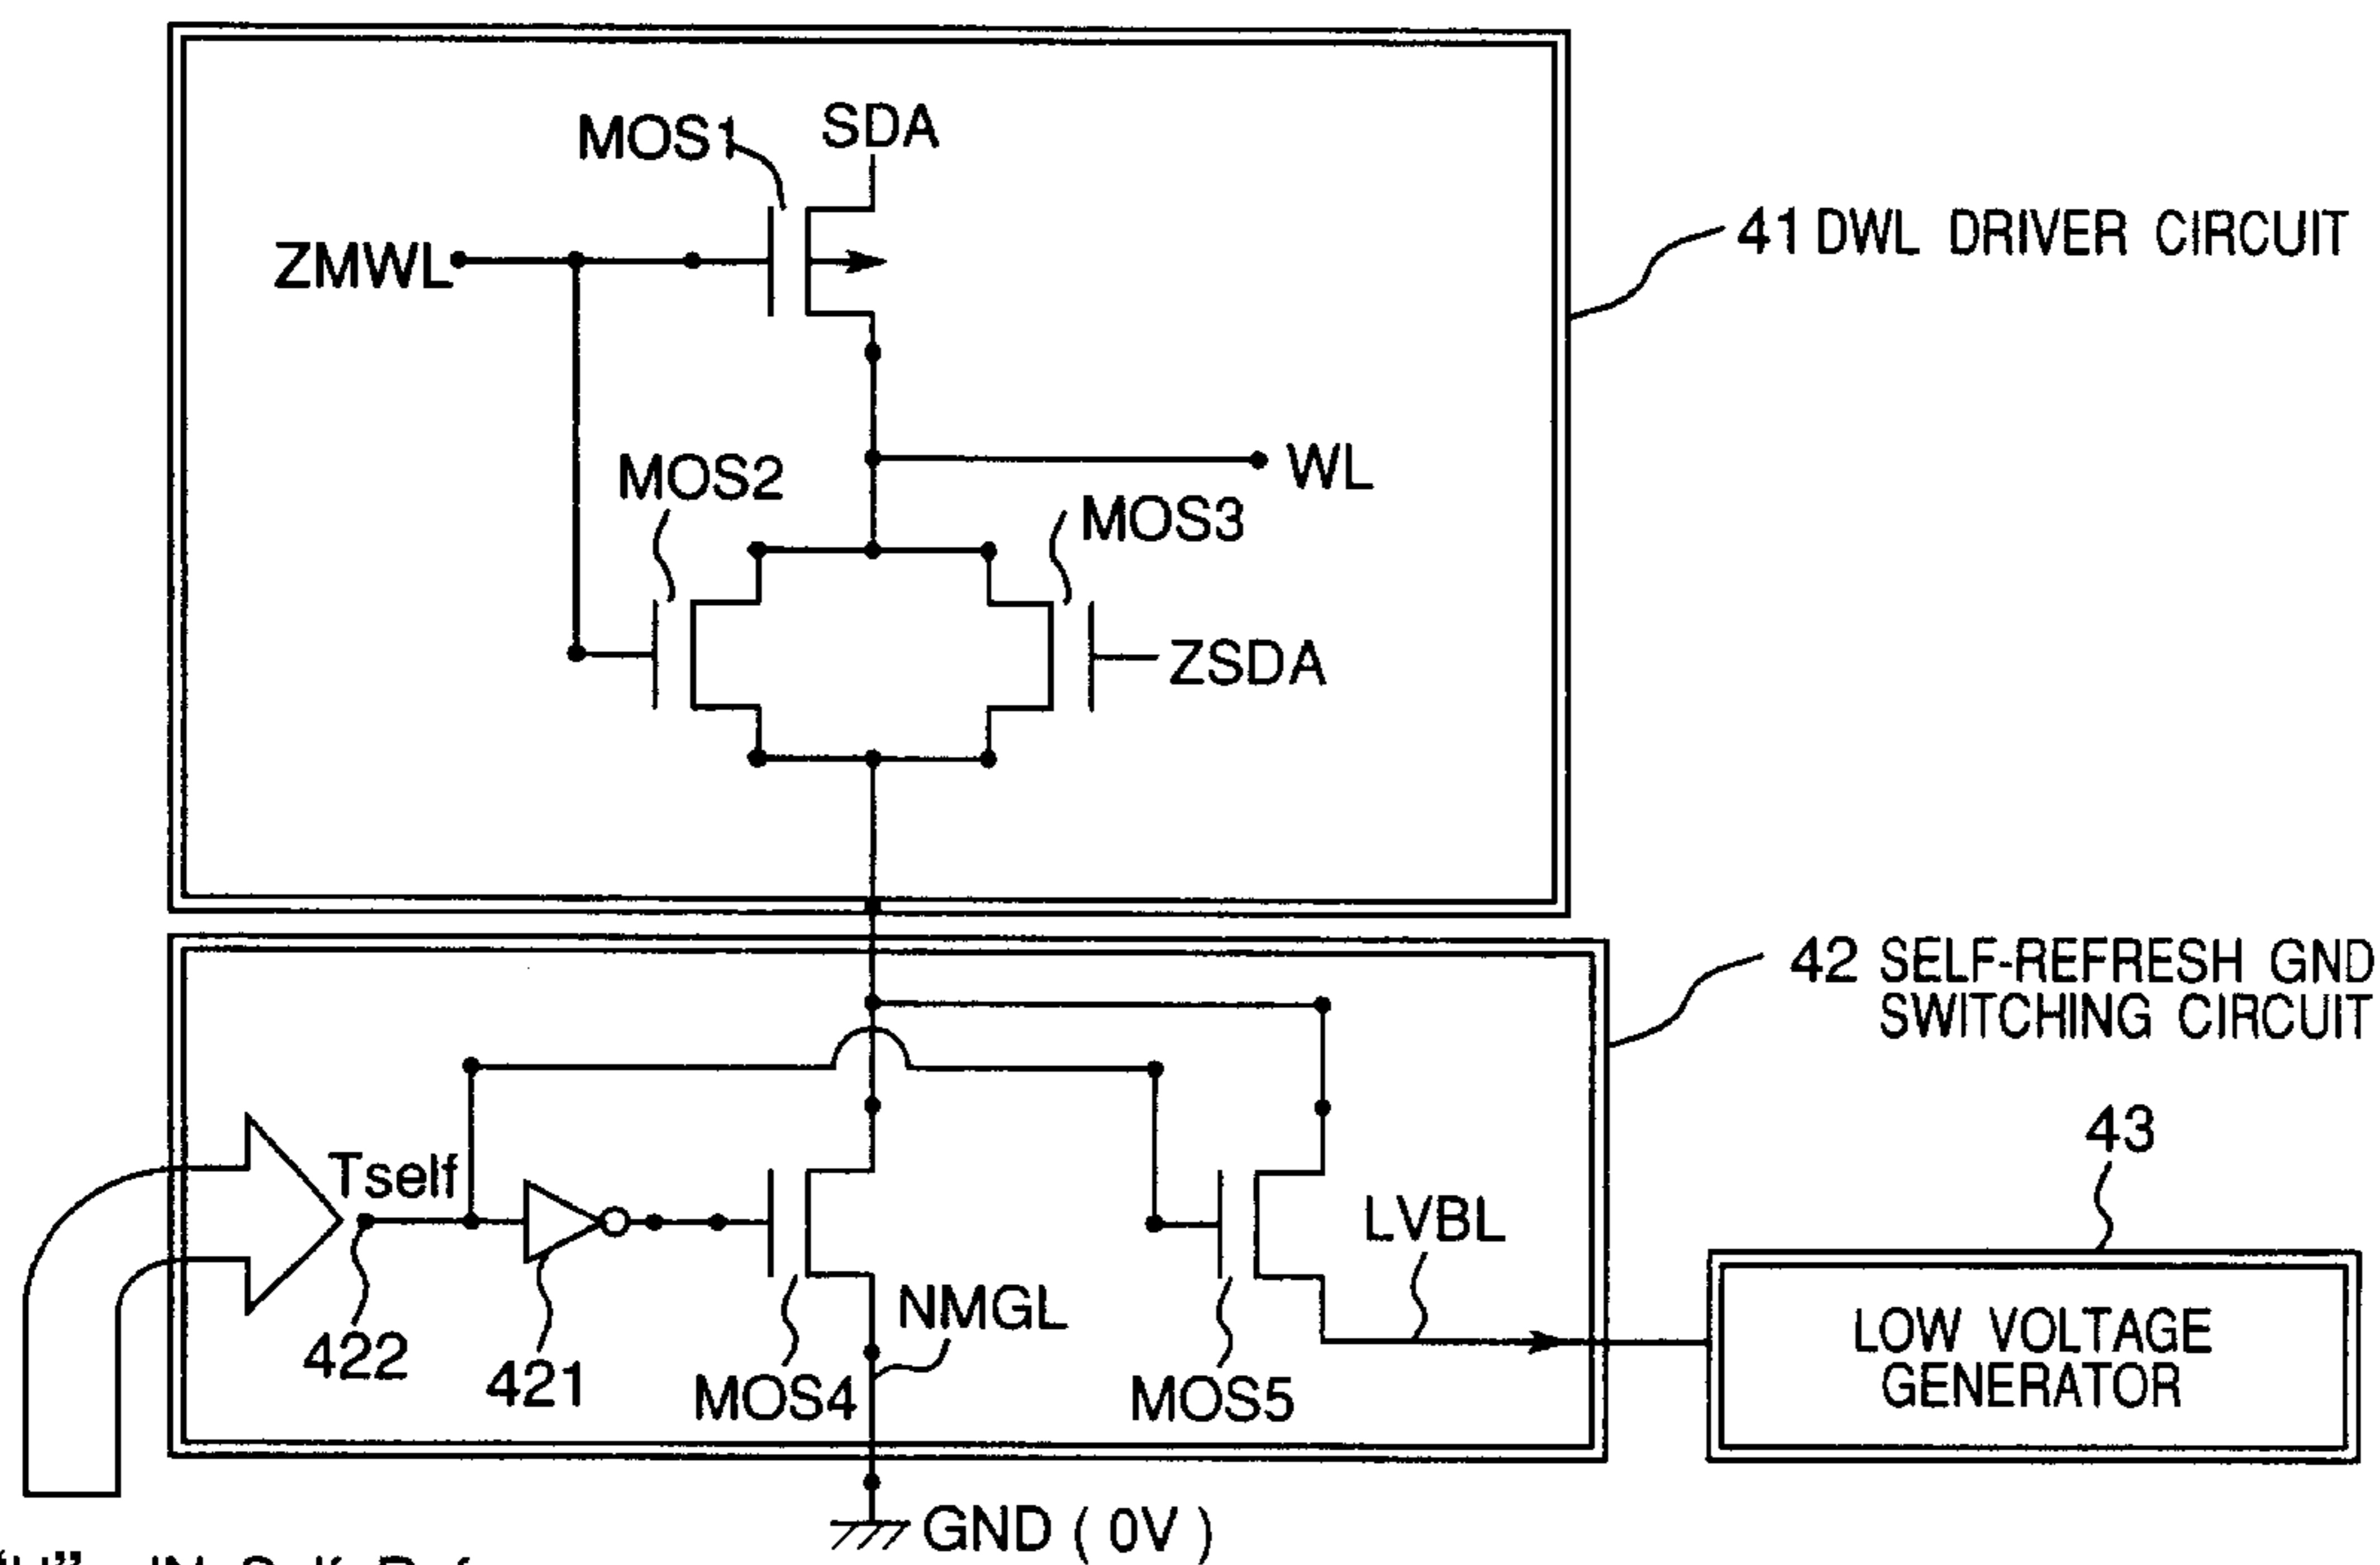 MOS1
SDA
ZMWL
41 DWL DRIVER CIRCUIT
WL
MOS2
MOS3
ZSDA
42 SELF-REFRESH GND
SWITCHING CIRCUIT
43
Tself
LVBL
NMGL
422
421
MOS4
MOS5
LOW VOLTAGE
GENERATOR
GND ( 0V )